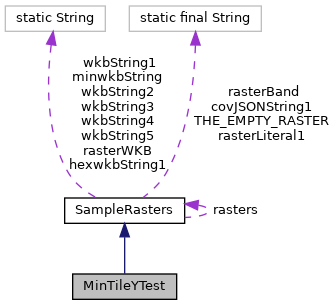 static String
static final String
wkbString1
minwkbString
wkbString2
wkbString3
wkbString4
wkbString5
rasterWKB
hexwkbString1
rasterBand
covJSONString1
THE_EMPTY_RASTER
rasterLiteral1
SampleRasters
rasters
MinTileYTest